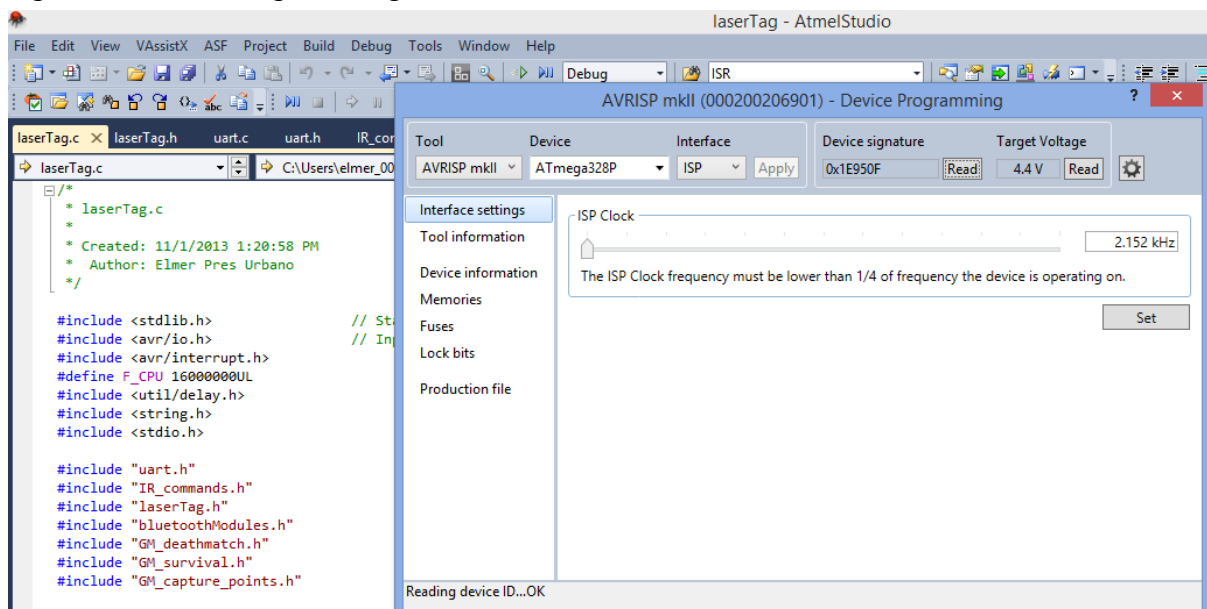 laserTag - AtmelStudio
File Edit View VAssistX ASF Project Build Debug Tools Window Help
Debug ISR
AVRISP mkII (000200206901) - Device Programming ? ×
laserTag.c × laserTag.h uart.c uart.h
laserTag.c C:\Users\elmer_00
Tool Device Interface Device signature Target Voltage
AVRISP mkII ATmega328P ISP Apply 0x1E950F Read 4.4 V Read
/*
* laserTag.c
*
* Created: 11/1/2013 1:20:58 PM
* Author: Elmer Pres Urbano
*/
#include <stdlib.h> //
#include <avr/io.h> //
#include <avr/interrupt.h>
#define F_CPU 16000000UL
#include <util/delay.h>
#include <string.h>
#include <stdio.h>
#include "uart.h"
#include "IR_commands.h"
#include "laserTag.h"
#include "bluetoothModules.h"
#include "GM_deathmatch.h"
#include "GM_survival.h"
#include "GM_capture_points.h"
Interface settings
Tool information
Device information
Memories
Fuses
Lock bits
Production file
ISP Clock
2.152 kHz
The ISP Clock frequency must be lower than 1/4 of frequency the device is operating on.
Set
Reading device ID...OK